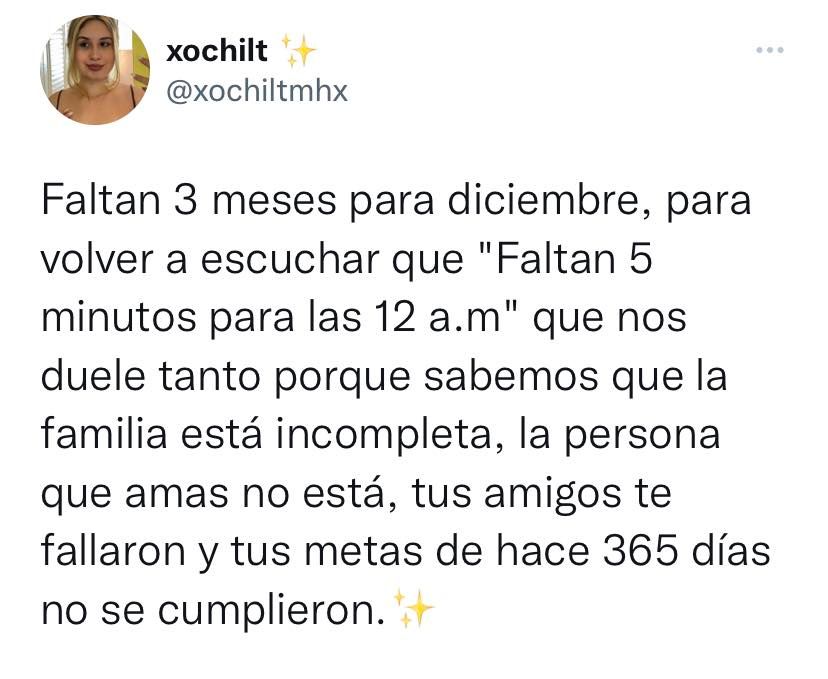 xochilt ✨
@xochiltmhx
Faltan 3 meses para diciembre, para
volver a escuchar que "Faltan 5
minutos para las 12 a.m" que nos
duele tanto porque sabemos que la
familia está incompleta, la persona
que amas no está, tus amigos te
fallaron y tus metas de hace 365 días
no se cumplieron.✨